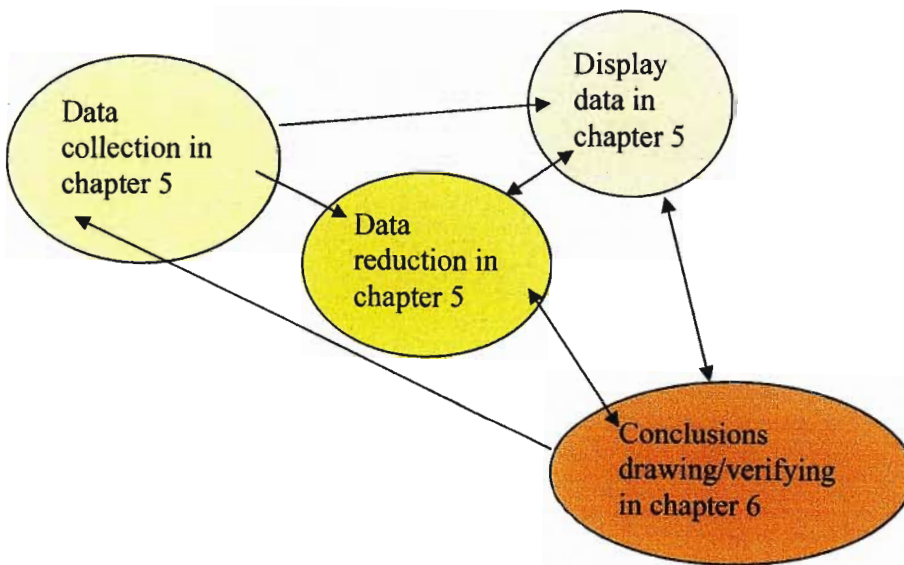 Data
collection in
chapter 5
Display
data in
chapter 5
Data
reduction in
chapter 5
Conclusions
drawing/verifying
in chapter 6